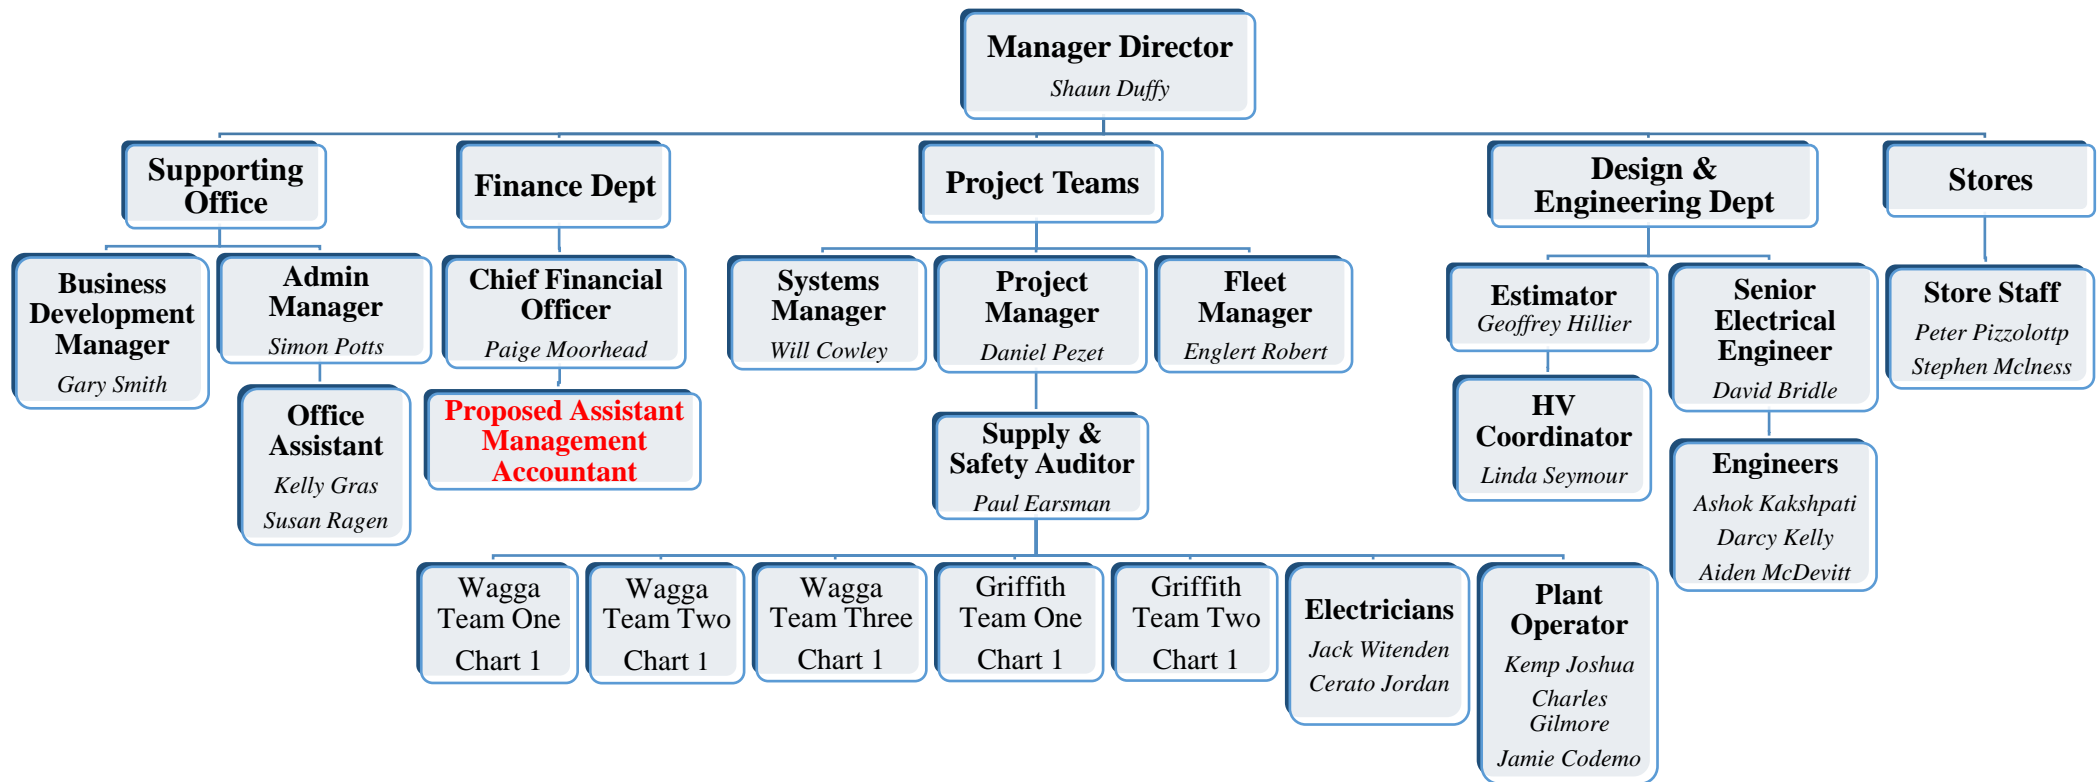 Manager Director
Shaun Duffy
Supporting
Office
Finance Dept
Project Teams
Design &
Engineering Dept
Stores
Business
Development
Manager
Gary Smith
Admin
Manager
Simon Potts
Office
Assistant
Kelly Gras
Susan Ragen
Chief Financial
Officer
Paige Moorhead
Proposed Assistant
Management
Accountant
Systems
Manager
Will Cowley
Project
Manager
Daniel Pezet
Fleet
Manager
Englert Robert
Supply &
Safety Auditor
Paul Earsman
Estimator
Geoffrey Hillier
HV
Coordinator
Linda Seymour
Senior
Electrical
Engineer
David Bridle
Engineers
Ashok Kakshpati
Darcy Kelly
Aiden McDevitt
Store Staff
Peter Pizzolottp
Stephen Mclness
Wagga
Team One
Chart 1
Wagga
Team Two
Chart 1
Wagga
Team Three
Chart 1
Griffith
Team One
Chart 1
Griffith
Team Two
Chart 1
Electricians
Jack Witenden
Cerato Jordan
Plant
Operator
Kemp Joshua
Charles
Gilmore
Jamie Codemo